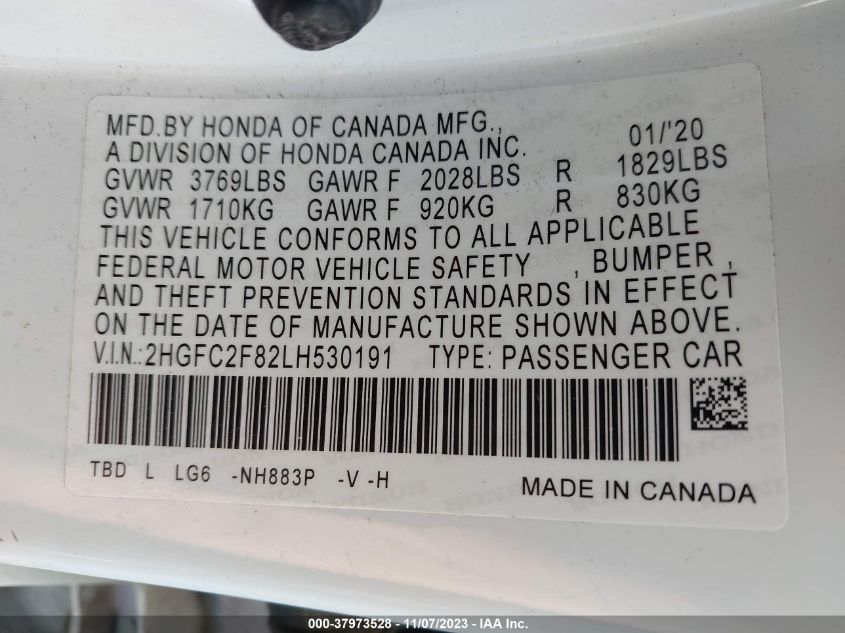 MFD.BY HONDA OF CANADA MFG., 01/'20
A DIVISION OF HONDA CANADA INC.
GVWR 3769LBS GAWR F 2028LBS R 1829LBS
GVWR 1710KG GAWR F 920KG R 830KG
THIS VEHICLE CONFORMS TO ALL APPLICABLE
FEDERAL MOTOR VEHICLE SAFETY , BUMPER ,
AND THEFT PREVENTION STANDARDS IN EFFECT
ON THE DATE OF MANUFACTURE SHOWN ABOVE.
V.I.N.:2HGFC2F82LH530191 TYPE: PASSENGER CAR
TBD L LG6 -NH883P -V -H
MADE IN CANADA
000-37973528 - 11/07/2023 - IAA Inc.